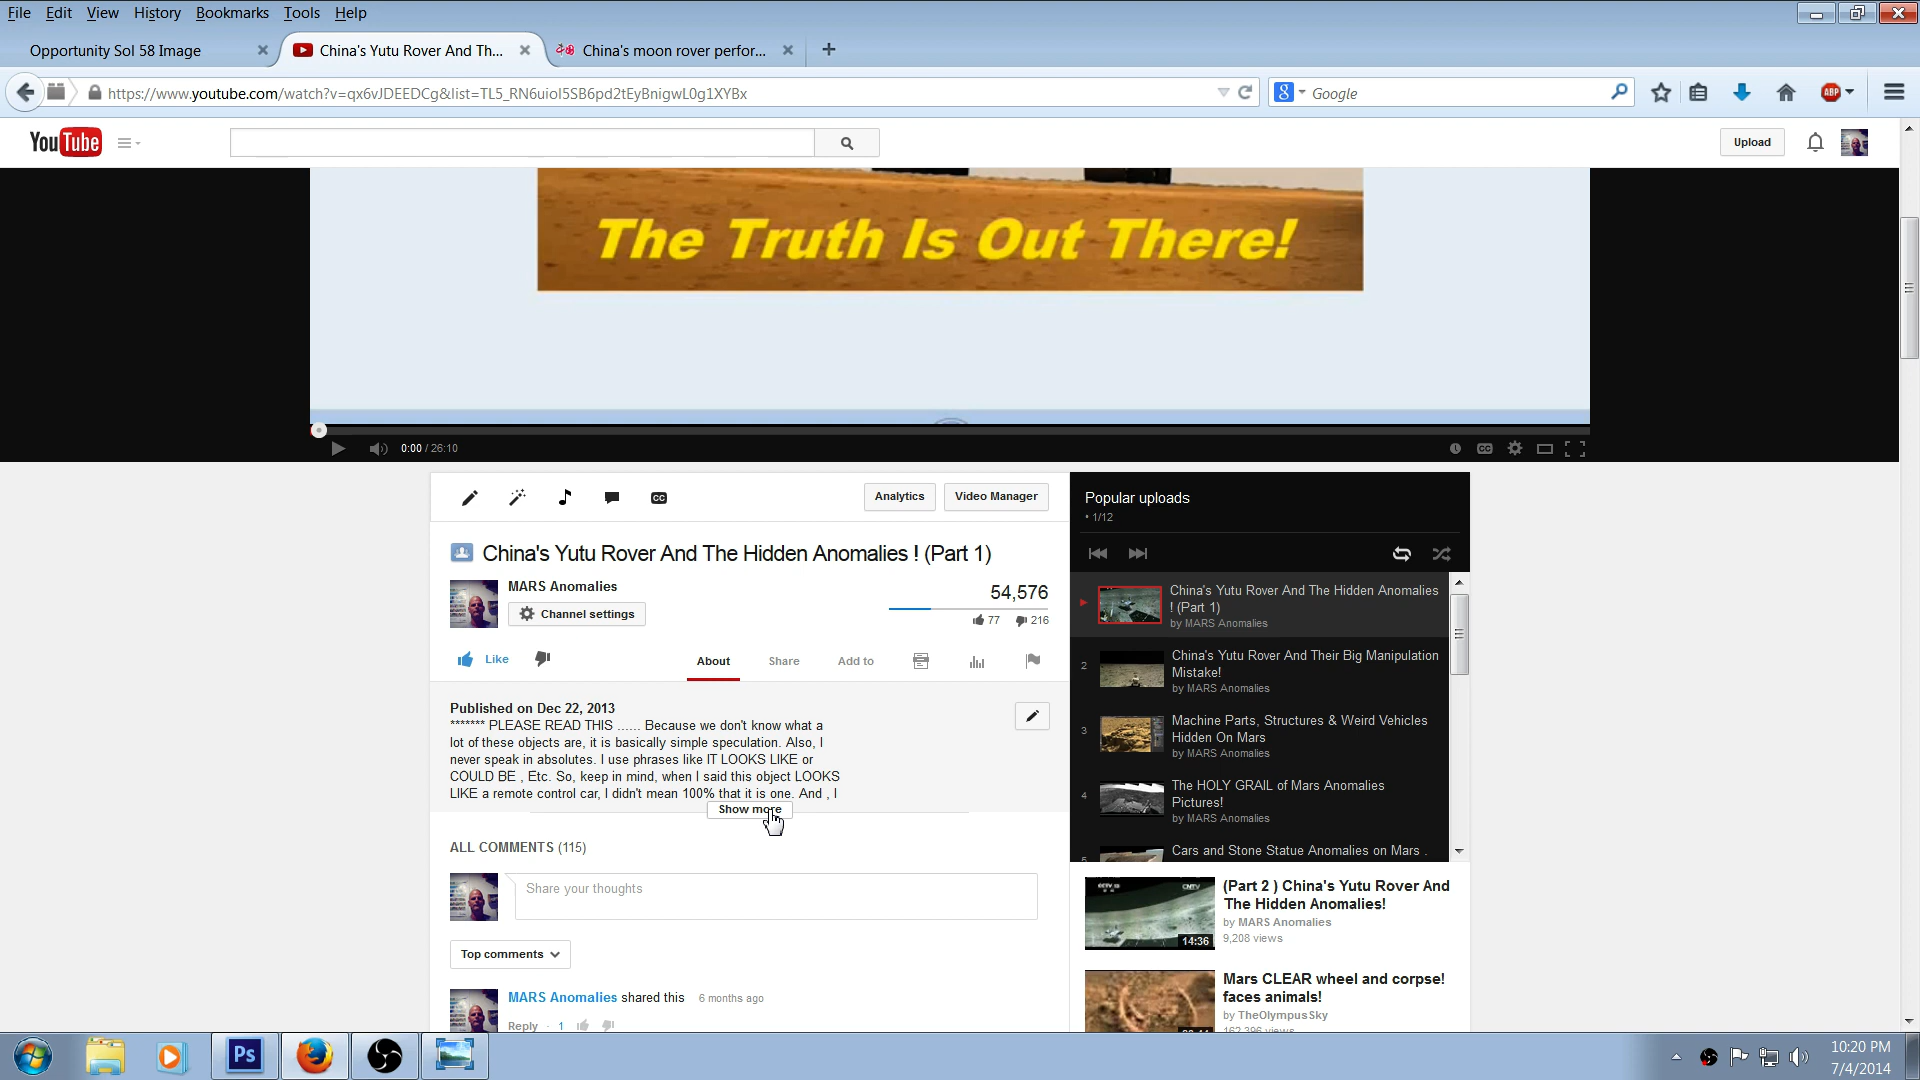 File Edit View History Bookmarks Tools Help
Opportunity Sol 58 Image
China's Yutu Rover And Th...
China's moon rover perfor...
https://www.youtube.com/watch?v=qx6vJDEEDCg&list=TL5_RN6uioI5SB6pd2tEyBnigwL0g1XYBx
Google
ABP
YouTube
Upload
The Truth Is Out There!
0:00 / 26:10
CC
CC
Analytics
Video Manager
China's Yutu Rover And The Hidden Anomalies ! (Part 1)
MARS Anomalies
Channel settings
54,576
77 216
Like
About Share Add to
Published on Dec 22, 2013
******* PLEASE READ THIS ...... Because we don't know what a
lot of these objects are, it is basically simple speculation. Also, I
never speak in absolutes. I use phrases like IT LOOKS LIKE or
COULD BE , Etc. So, keep in mind, when I said this object LOOKS
LIKE a remote control car, I didn't mean 100% that it is one. And , I
Show more
ALL COMMENTS (115)
Share your thoughts
Top comments
MARS Anomalies shared this 6 months ago
Reply · 1
Popular uploads
• 1/12
China's Yutu Rover And The Hidden Anomalies
! (Part 1)
by MARS Anomalies
2
China's Yutu Rover And Their Big Manipulation
Mistake!
by MARS Anomalies
3
Machine Parts, Structures & Weird Vehicles
Hidden On Mars
by MARS Anomalies
4
The HOLY GRAIL of Mars Anomalies
Pictures!
by MARS Anomalies
5
Cars and Stone Statue Anomalies on Mars .
14:36
(Part 2 ) China's Yutu Rover And
The Hidden Anomalies!
by MARS Anomalies
9,208 views
Mars CLEAR wheel and corpse!
faces animals!
by TheOlympusSky
162,396 views
Ps
10:20 PM
7/4/2014